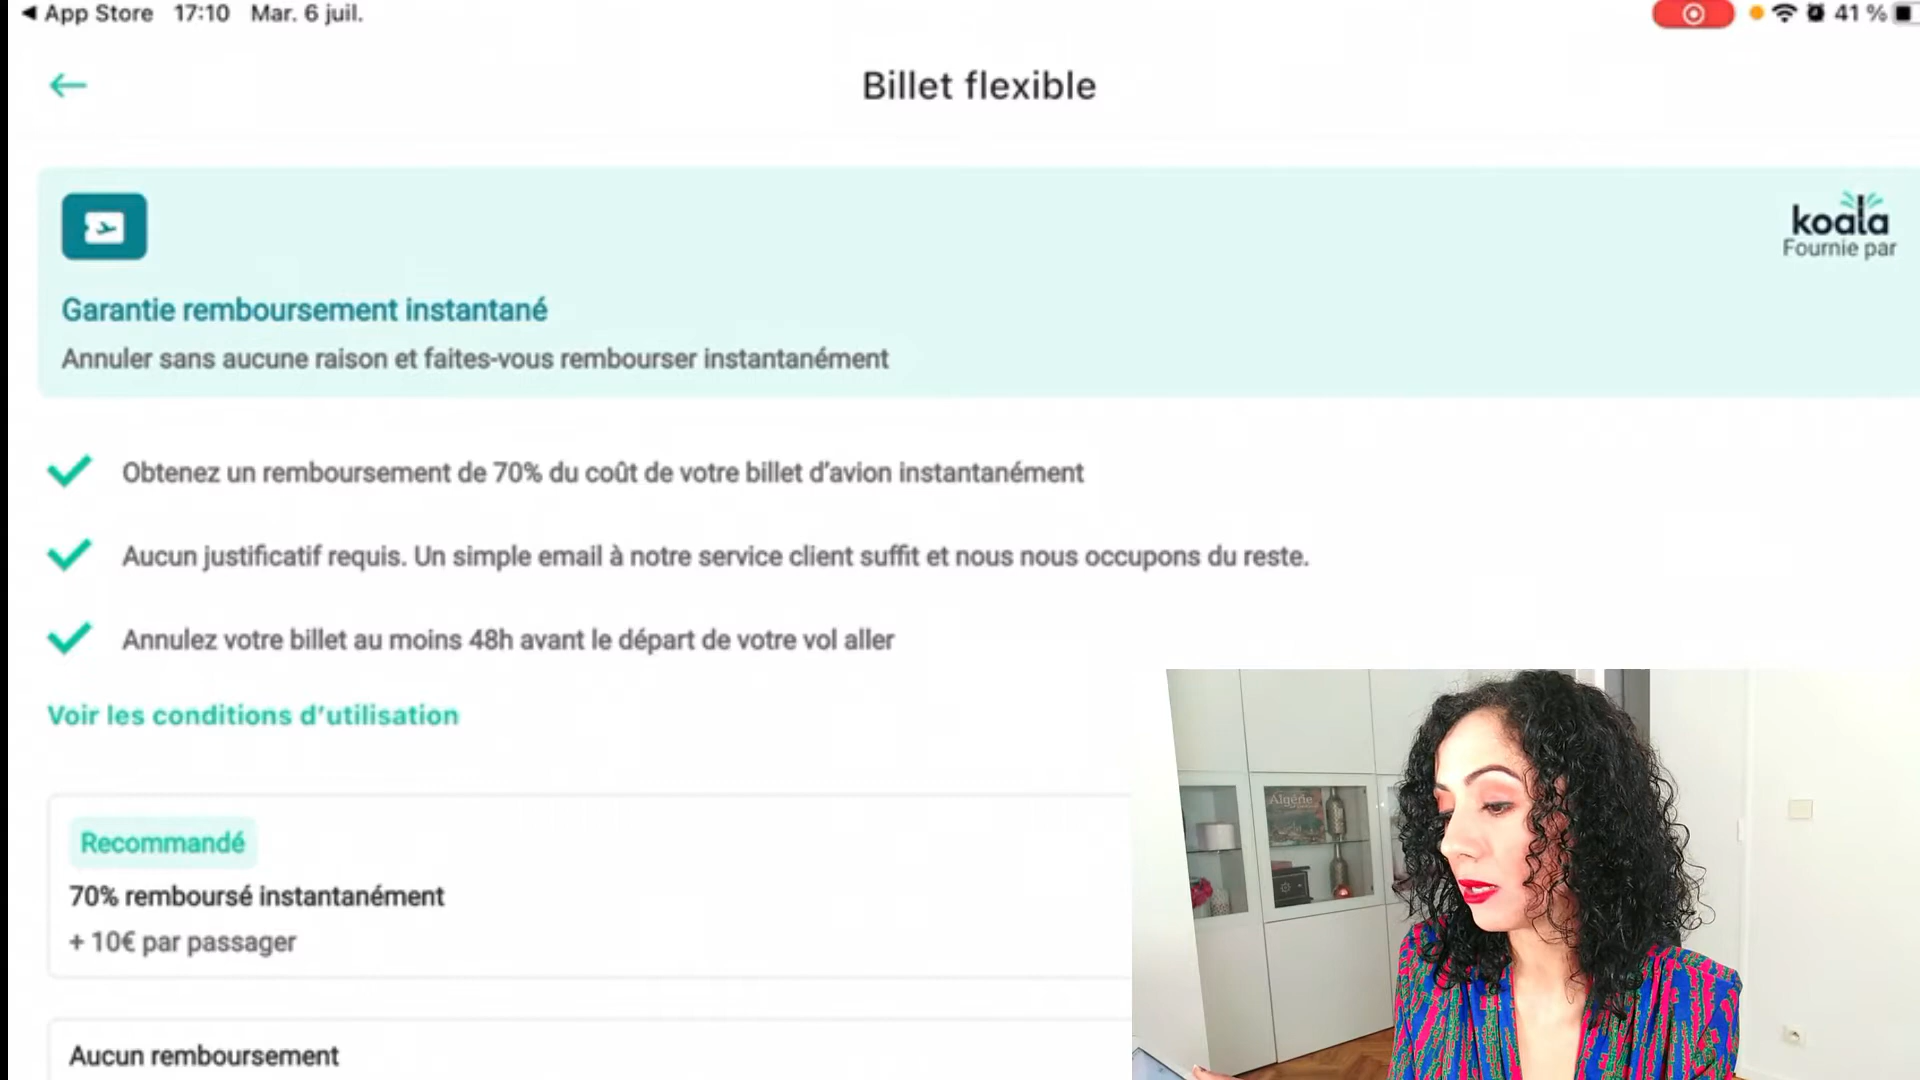 App Store 17:10 Mar. 6 juil. 41 %
Billet flexible
koala
Fournie par
Garantie remboursement instantané
Annuler sans aucune raison et faites-vous rembourser instantanément
Obtenez un remboursement de 70% du coût de votre billet d'avion instantanément
Aucun justificatif requis. Un simple email à notre service client suffit et nous nous occupons du reste.
Annulez votre billet au moins 48h avant le départ de votre vol aller
Voir les conditions d'utilisation
Recommandé
70% remboursé instantanément
+ 10€ par passager
Aucun remboursement
Algérie